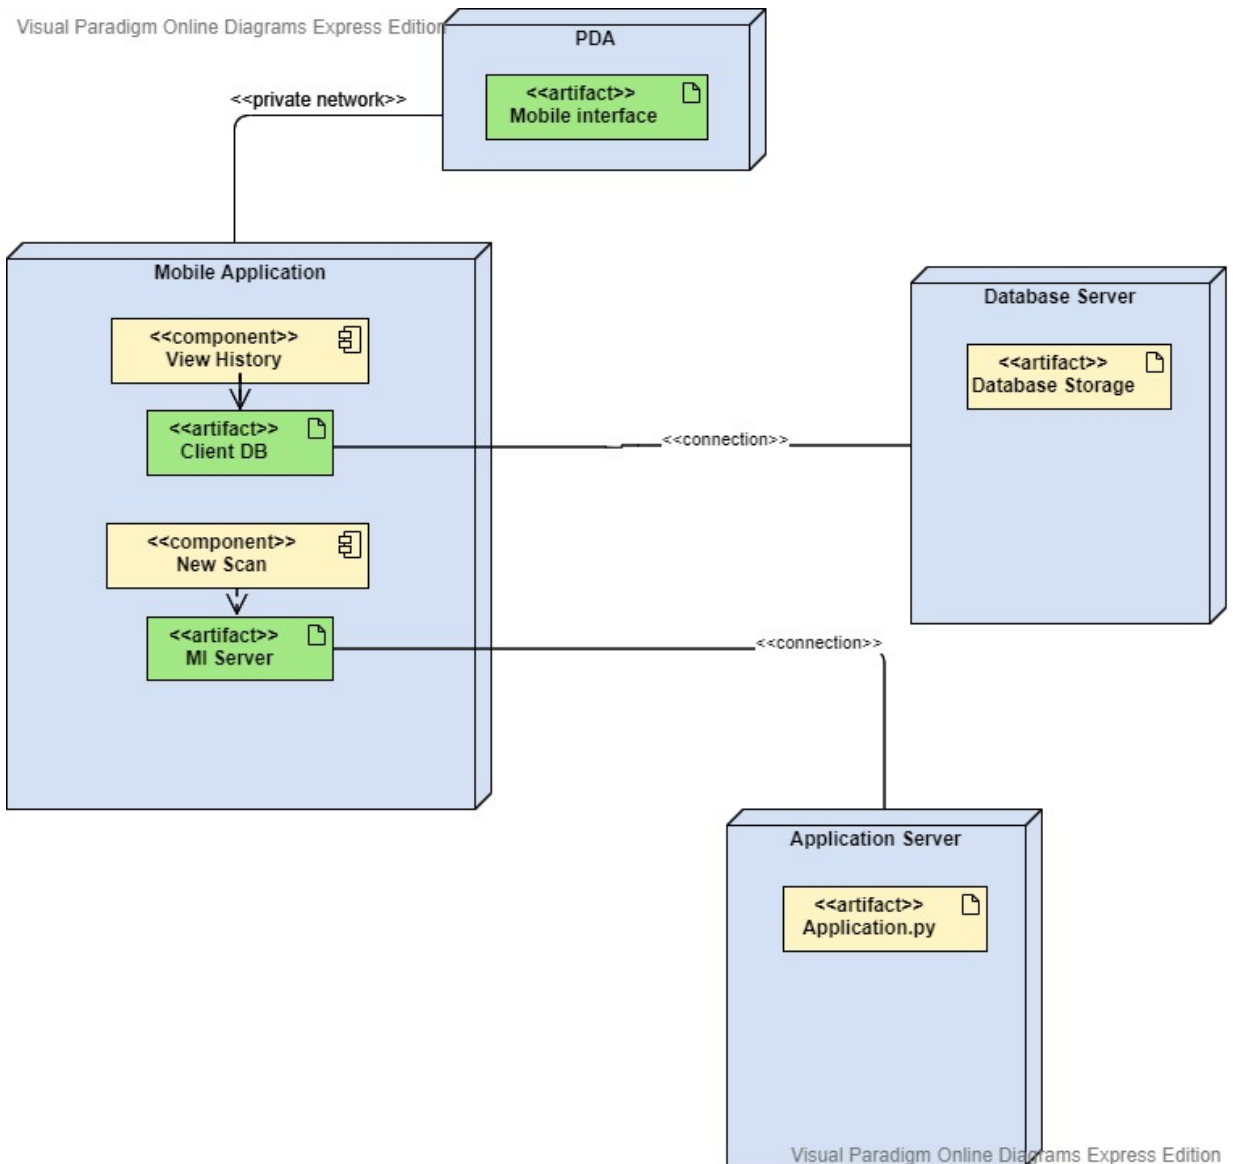 Visual Paradigm Online Diagrams Express Edition
PDA
<<artifact>>
Mobile interface
<<private network>>
Mobile Application
<<component>>
View History
<<artifact>>
Client DB
<<component>>
New Scan
<<artifact>>
MI Server
<<connection>>
Database Server
<<artifact>>
Database Storage
<<connection>>
Application Server
<<artifact>>
Application.py
Visual Paradigm Online Diagrams Express Edition